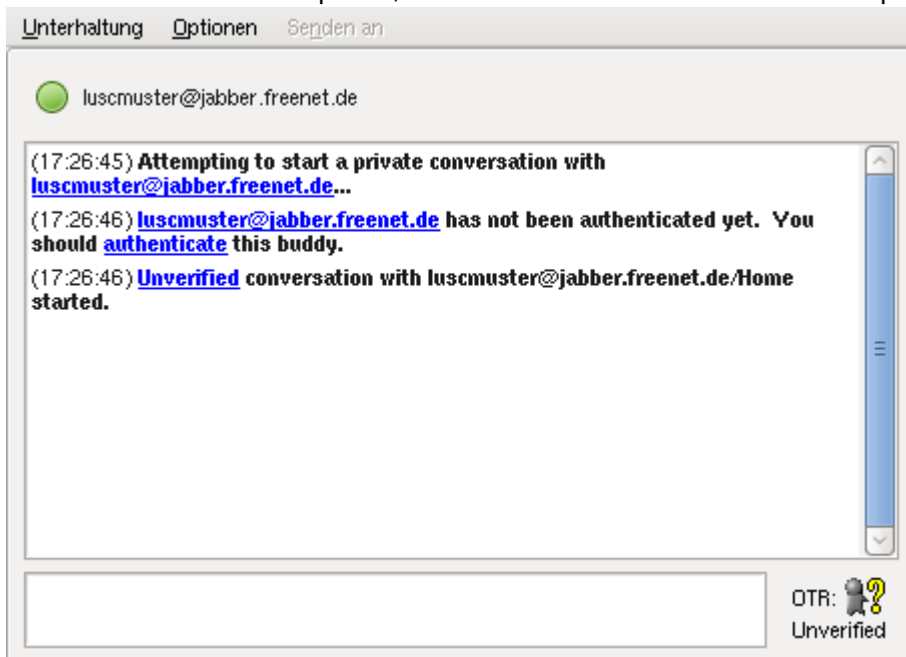 Unterhaltung Optionen Senden an
luscmuster@jabber.freenet.de
(17:26:45) Attempting to start a private conversation with
luscmuster@jabber.freenet.de...
(17:26:46) luscmuster@jabber.freenet.de has not been authenticated yet. You
should authenticate this buddy.
(17:26:46) Unverified conversation with luscmuster@jabber.freenet.de/Home
started.
OTR:
Unverified